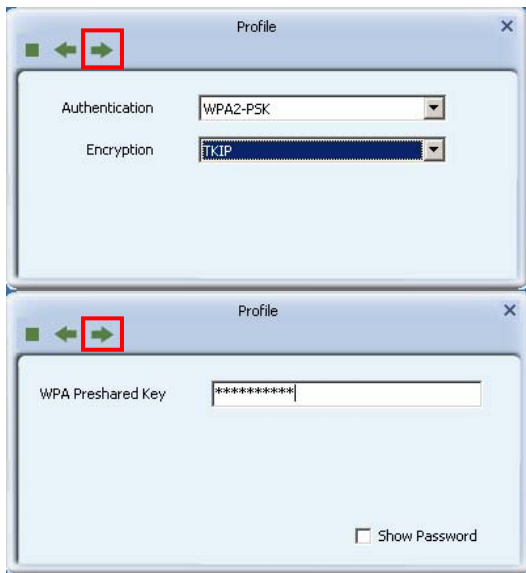 Profile
Authentication WPA2-PSK
Encryption TKIP
Profile
WPA Preshared Key **********
Show Password